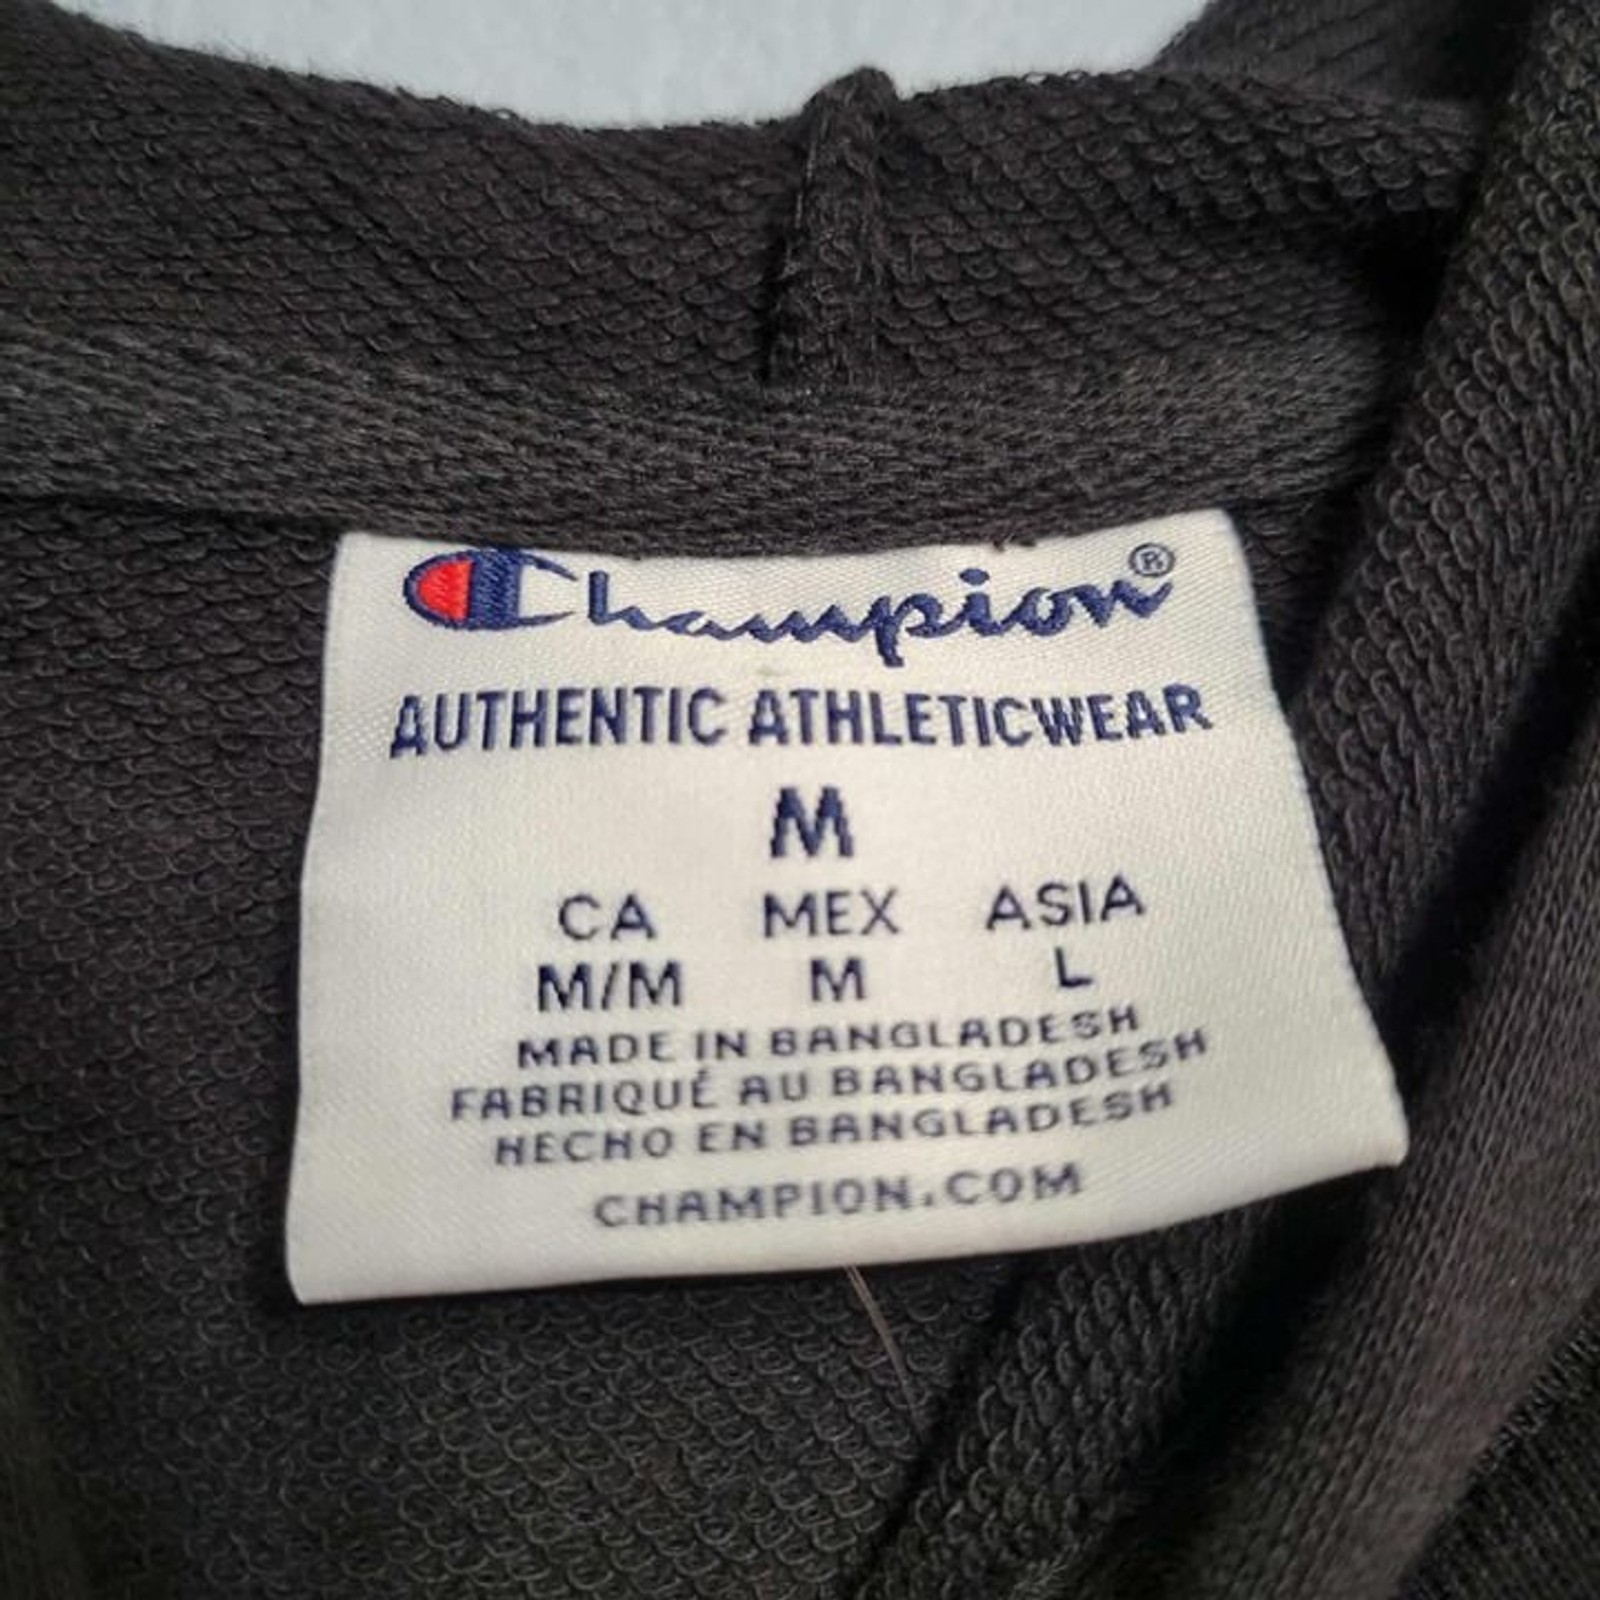 Champion®
AUTHENTIC ATHLETICWEAR
M
CA MEX ASIA
M/M M L
MADE IN BANGLADESH
FABRIQUÉ AU BANGLADESH
HECHO EN BANGLADESH
CHAMPION.COM